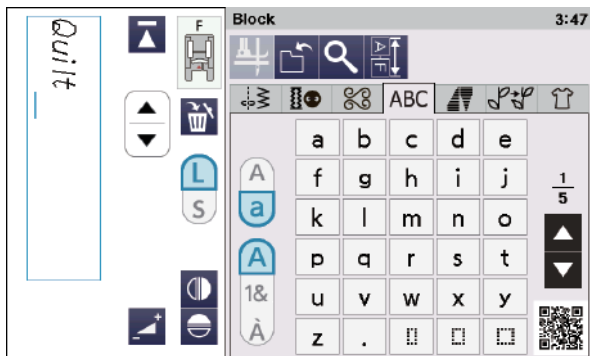 Quilt
F
L
S
Block 3:47
ABC
A
a
A
1&
À
a b c d e
f g h i j
k l m n o
p q r s t
u v w x y
z .
1
5